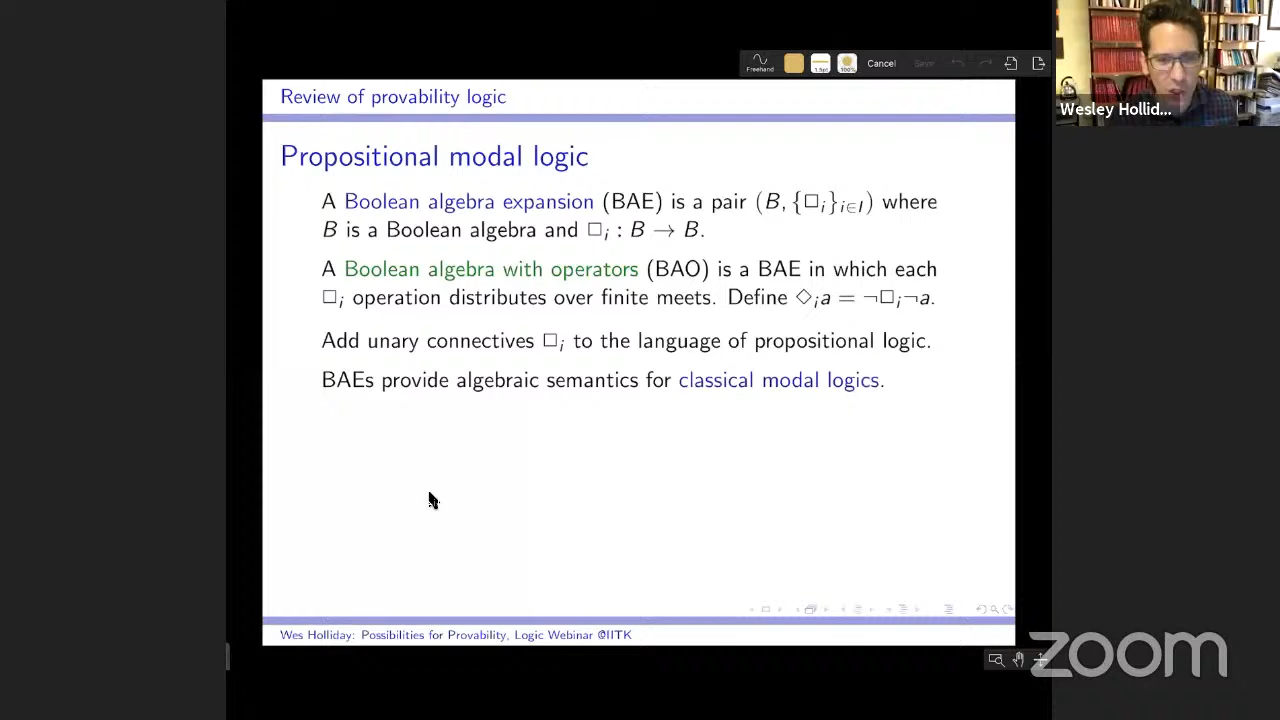 Freehand
1.5pt
100%
Cancel
Save
Review of provability logic
Wesley Hollid...
Propositional modal logic
A Boolean algebra expansion (BAE) is a pair (B, {□ᵢ}ᵢ∈I) where
B is a Boolean algebra and □ᵢ : B → B.
A Boolean algebra with operators (BAO) is a BAE in which each
□ᵢ operation distributes over finite meets. Define ◇ᵢa = ¬□ᵢ¬a.
Add unary connectives □ᵢ to the language of propositional logic.
BAEs provide algebraic semantics for classical modal logics.
Wes Holliday: Possibilities for Provability, Logic Webinar @IITK
zoom